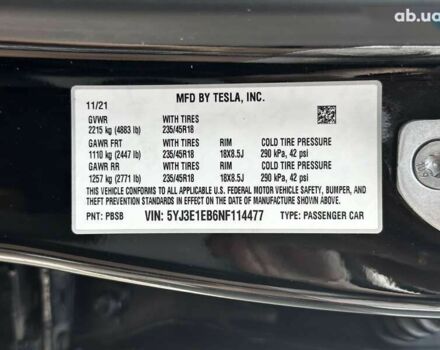 ab.ua
MFD BY TESLA, INC.
11/21
GVWR WITH TIRES
2215 kg (4883 lb) 235/45R18
GAWR FRT WITH TIRES RIM COLD TIRE PRESSURE
1110 kg (2447 lb) 235/45R18 18X8.5J 290 kPa, 42 psi
GAWR RR WITH TIRES RIM COLD TIRE PRESSURE
1257 kg (2771 lb) 235/45R18 18X8.5J 290 kPa, 42 psi
THIS VEHICLE CONFORMS TO ALL APPLICABLE U.S. FEDERAL MOTOR VEHICLE SAFETY, BUMPER, AND
THEFT PREVENTION STANDARDS IN EFFECT ON THE DATE OF MANUFACTURE SHOWN ABOVE.
PNT: PBSB VIN: 5YJ3E1EB6NF114477 TYPE: PASSENGER CAR